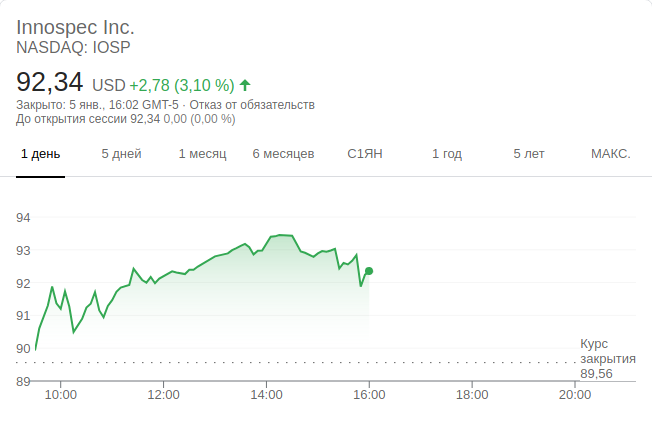 Innospec Inc.
NASDAQ: IOSP
92,34 USD +2,78 (3,10 %)
Закрыто: 5 янв., 16:02 GMT-5 · Отказ от обязательств
До открытия сессии 92,34 0,00 (0,00 %)
1 день 5 дней 1 месяц 6 месяцев С1ЯН 1 год 5 лет МАКС.
94
93
92
91
90
89
Курс
закрытия
89,56
10:00 12:00 14:00 16:00 18:00 20:00